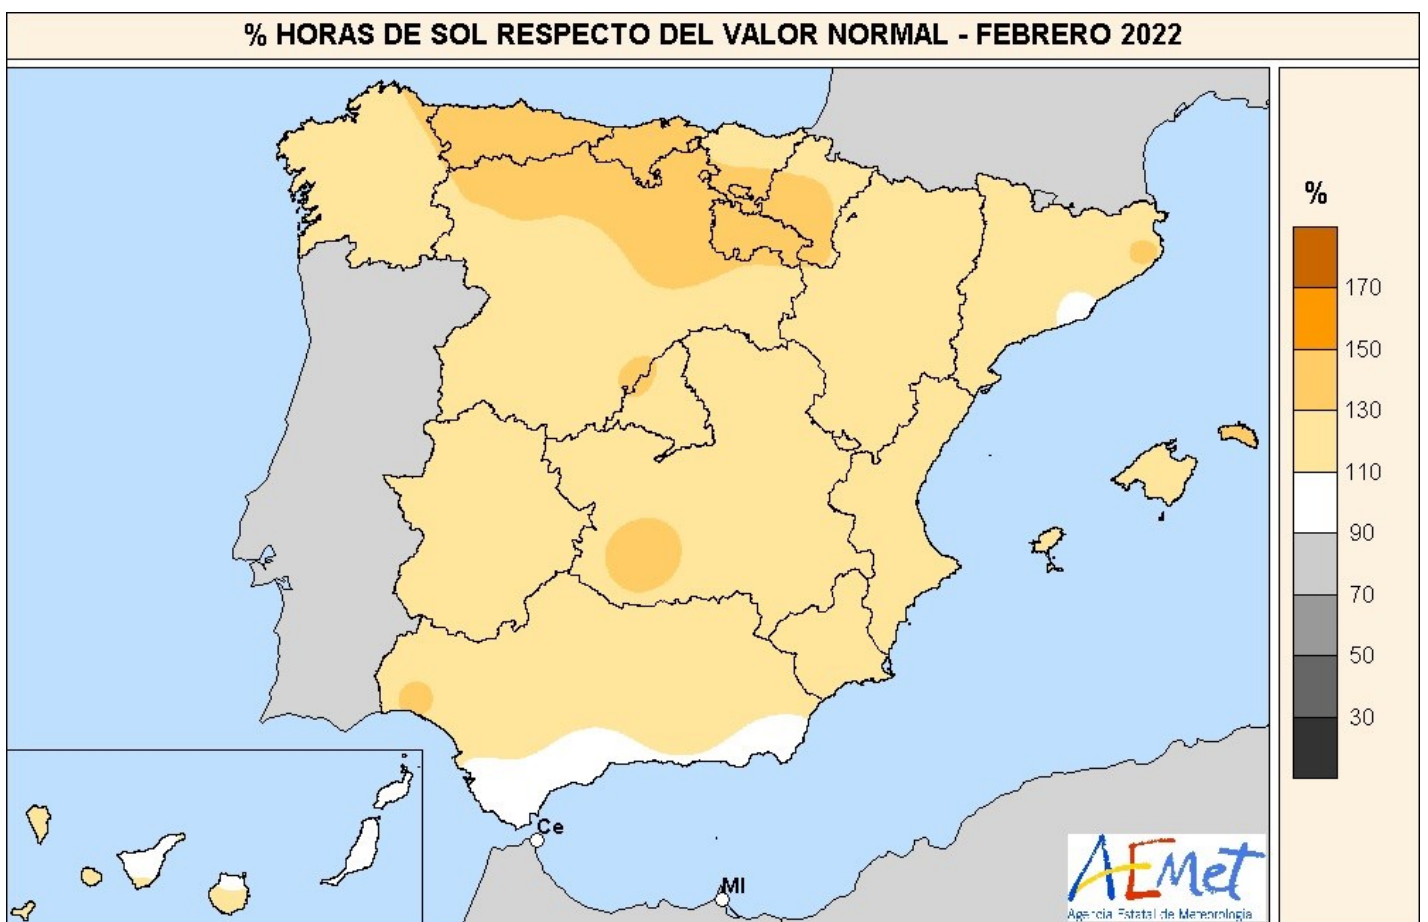 % HORAS DE SOL RESPECTO DEL VALOR NORMAL - FEBRERO 2022
%
170
150
130
110
90
70
50
30
Ce
Ml
AEMet
Agencia Estatal de Meteorología